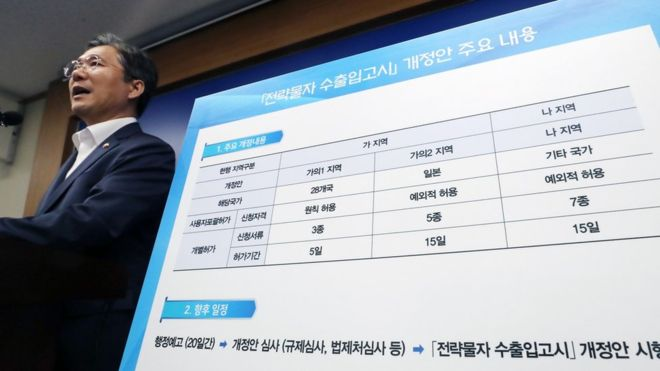 「전략물자 수출입고시」 개정안 주요 내용
1. 주요 개정내용
현행 지역구분 가 지역 나 지역
개정안 가의1 지역 가의2 지역 나 지역
해당국가 28개국 일본 기타 국가
사용자포괄허가 신청자격 원칙 허용 예외적 허용 예외적 허용
개별허가 신청서류 3종 5종 7종
허가기간 5일 15일 15일
2. 향후 일정
행정예고 (20일간) ➡ 개정안 심사 (규제심사, 법제처심사 등) ➡ 「전략물자 수출입고시」 개정안 시행